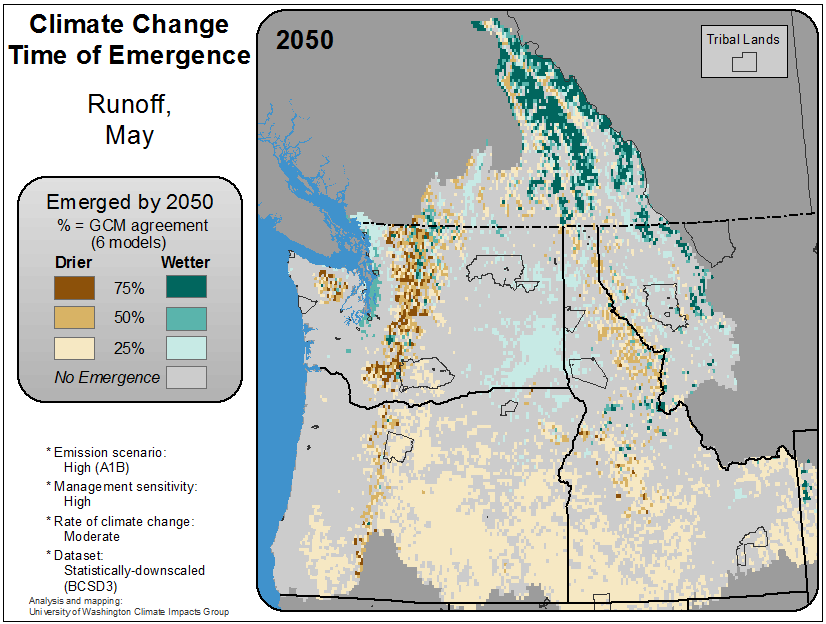 Climate Change
Time of Emergence
Runoff,
May
Emerged by 2050
% = GCM agreement
(6 models)
Drier Wetter
75%
50%
25%
No Emergence
* Emission scenario:
High (A1B)
* Management sensitivity:
High
* Rate of climate change:
Moderate
* Dataset:
Statistically-downscaled
(BCSD3)
Analysis and mapping:
University of Washington Climate Impacts Group
2050
Tribal Lands